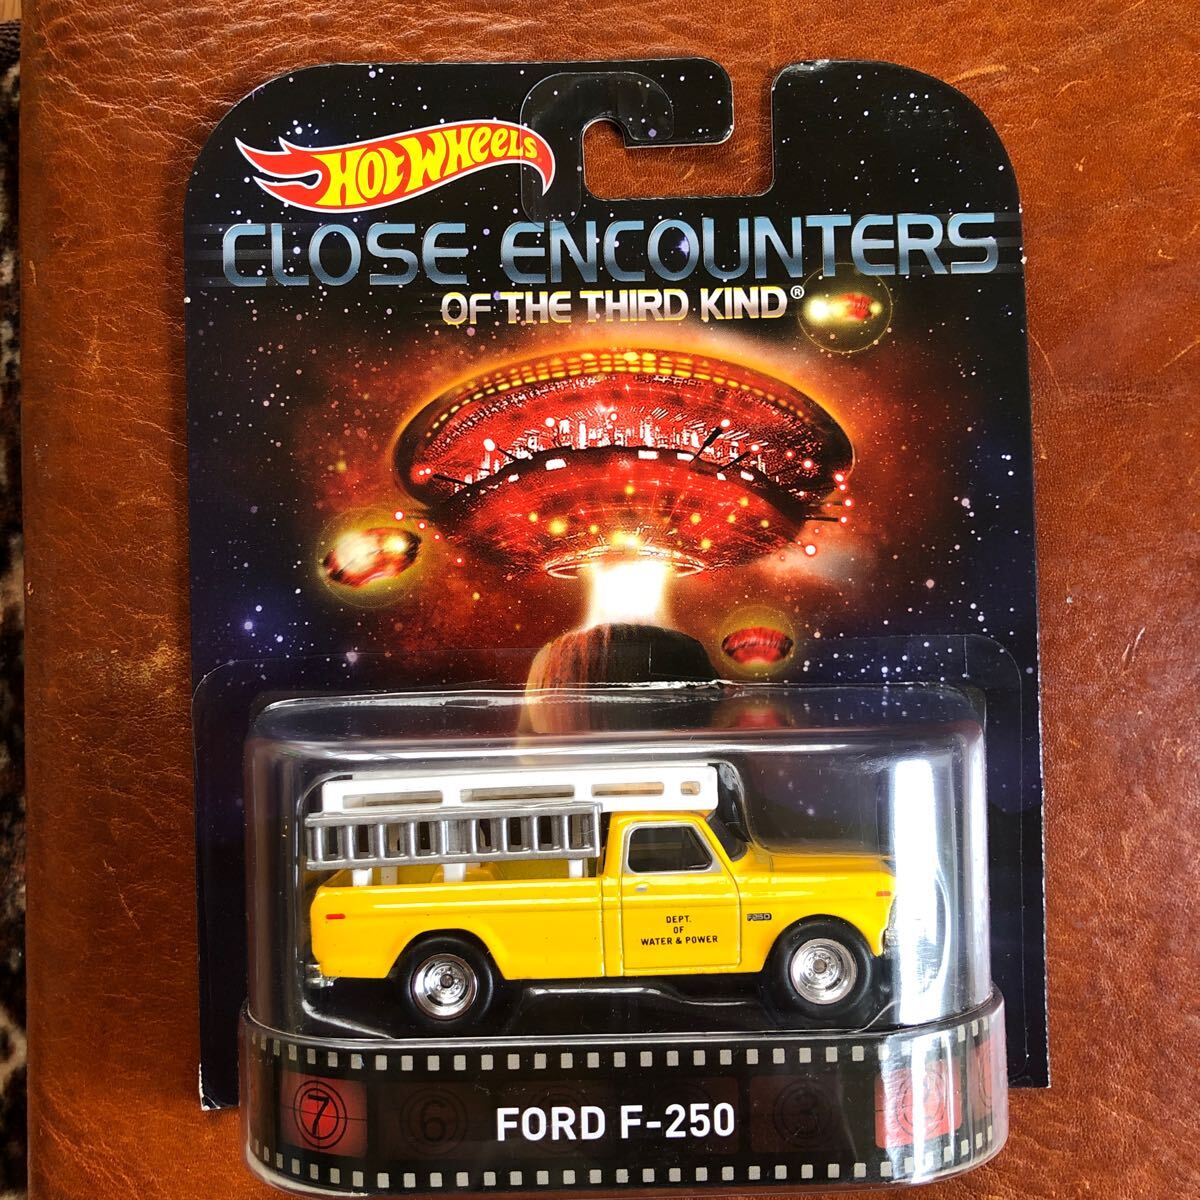 HOT WHEELS
CLOSE ENCOUNTERS
OF THE THIRD KIND®
DEPT.
OF
WATER & POWER
F250
7 6 3
FORD F-250